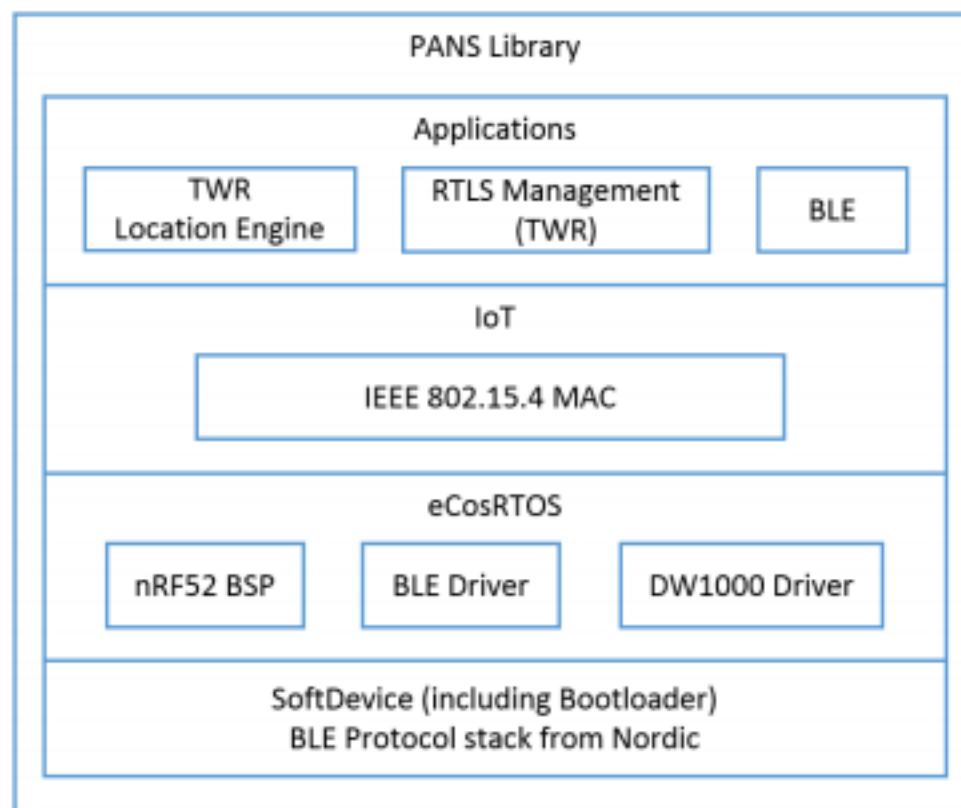 PANS Library
Applications
TWR
Location Engine
RTLS Management
(TWR)
BLE
IoT
IEEE 802.15.4 MAC
eCosRTOS
nRF52 BSP
BLE Driver
DW1000 Driver
SoftDevice (including Bootloader)
BLE Protocol stack from Nordic